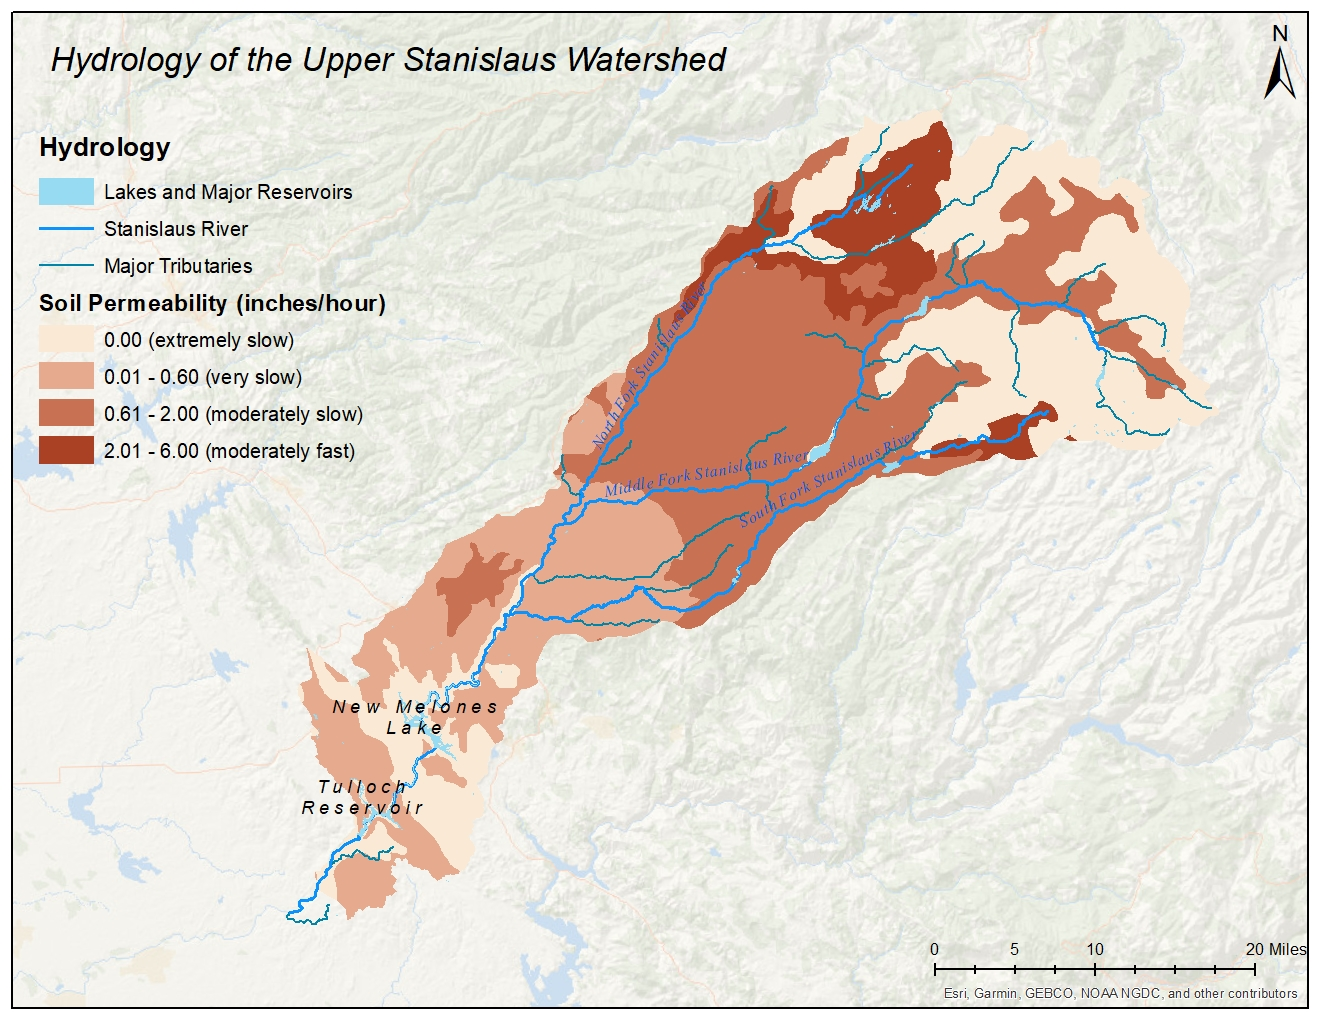 Hydrology of the Upper Stanislaus Watershed
N
Hydrology
Lakes and Major Reservoirs
Stanislaus River
Major Tributaries
Soil Permeability (inches/hour)
0.00 (extremely slow)
0.01 - 0.60 (very slow)
0.61 - 2.00 (moderately slow)
2.01 - 6.00 (moderately fast)
North Fork Stanislaus River
Middle Fork Stanislaus River
South Fork Stanislaus River
New Melones
Lake
Tulloch
Reservoir
0 5 10 20 Miles
Esri, Garmin, GEBCO, NOAA NGDC, and other contributors